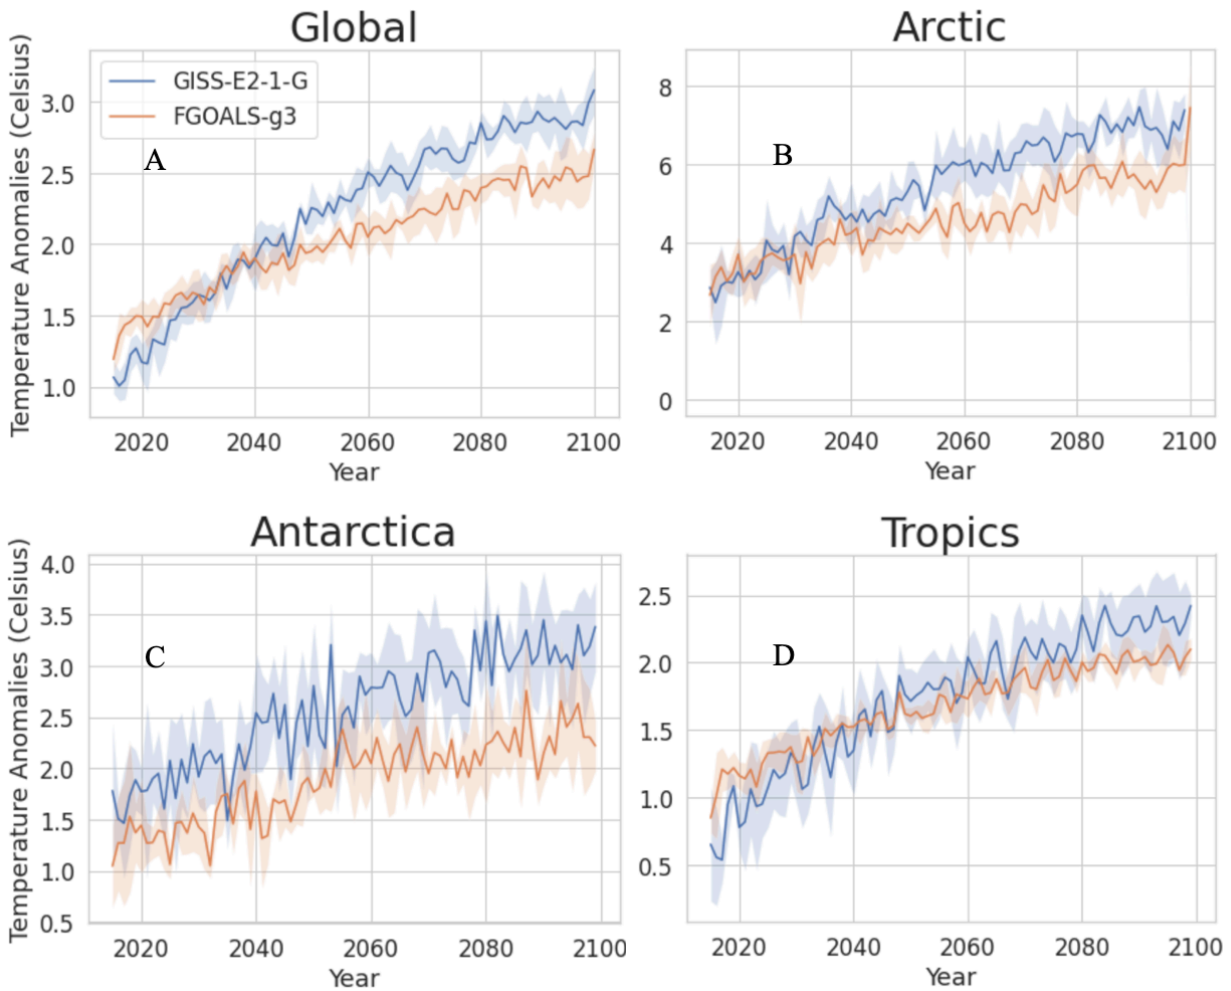 Global
Temperature Anomalies (Celsius)
3.0
2.5
2.0
1.5
1.0
GISS-E2-1-G
FGOALS-g3
A
2020 2040 2060 2080 2100
Year
Arctic
8
6
4
2
0
B
2020 2040 2060 2080 2100
Year
Antarctica
Temperature Anomalies (Celsius)
4.0
3.5
3.0
2.5
2.0
1.5
1.0
0.5
C
2020 2040 2060 2080 2100
Year
Tropics
2.5
2.0
1.5
1.0
0.5
D
2020 2040 2060 2080 2100
Year